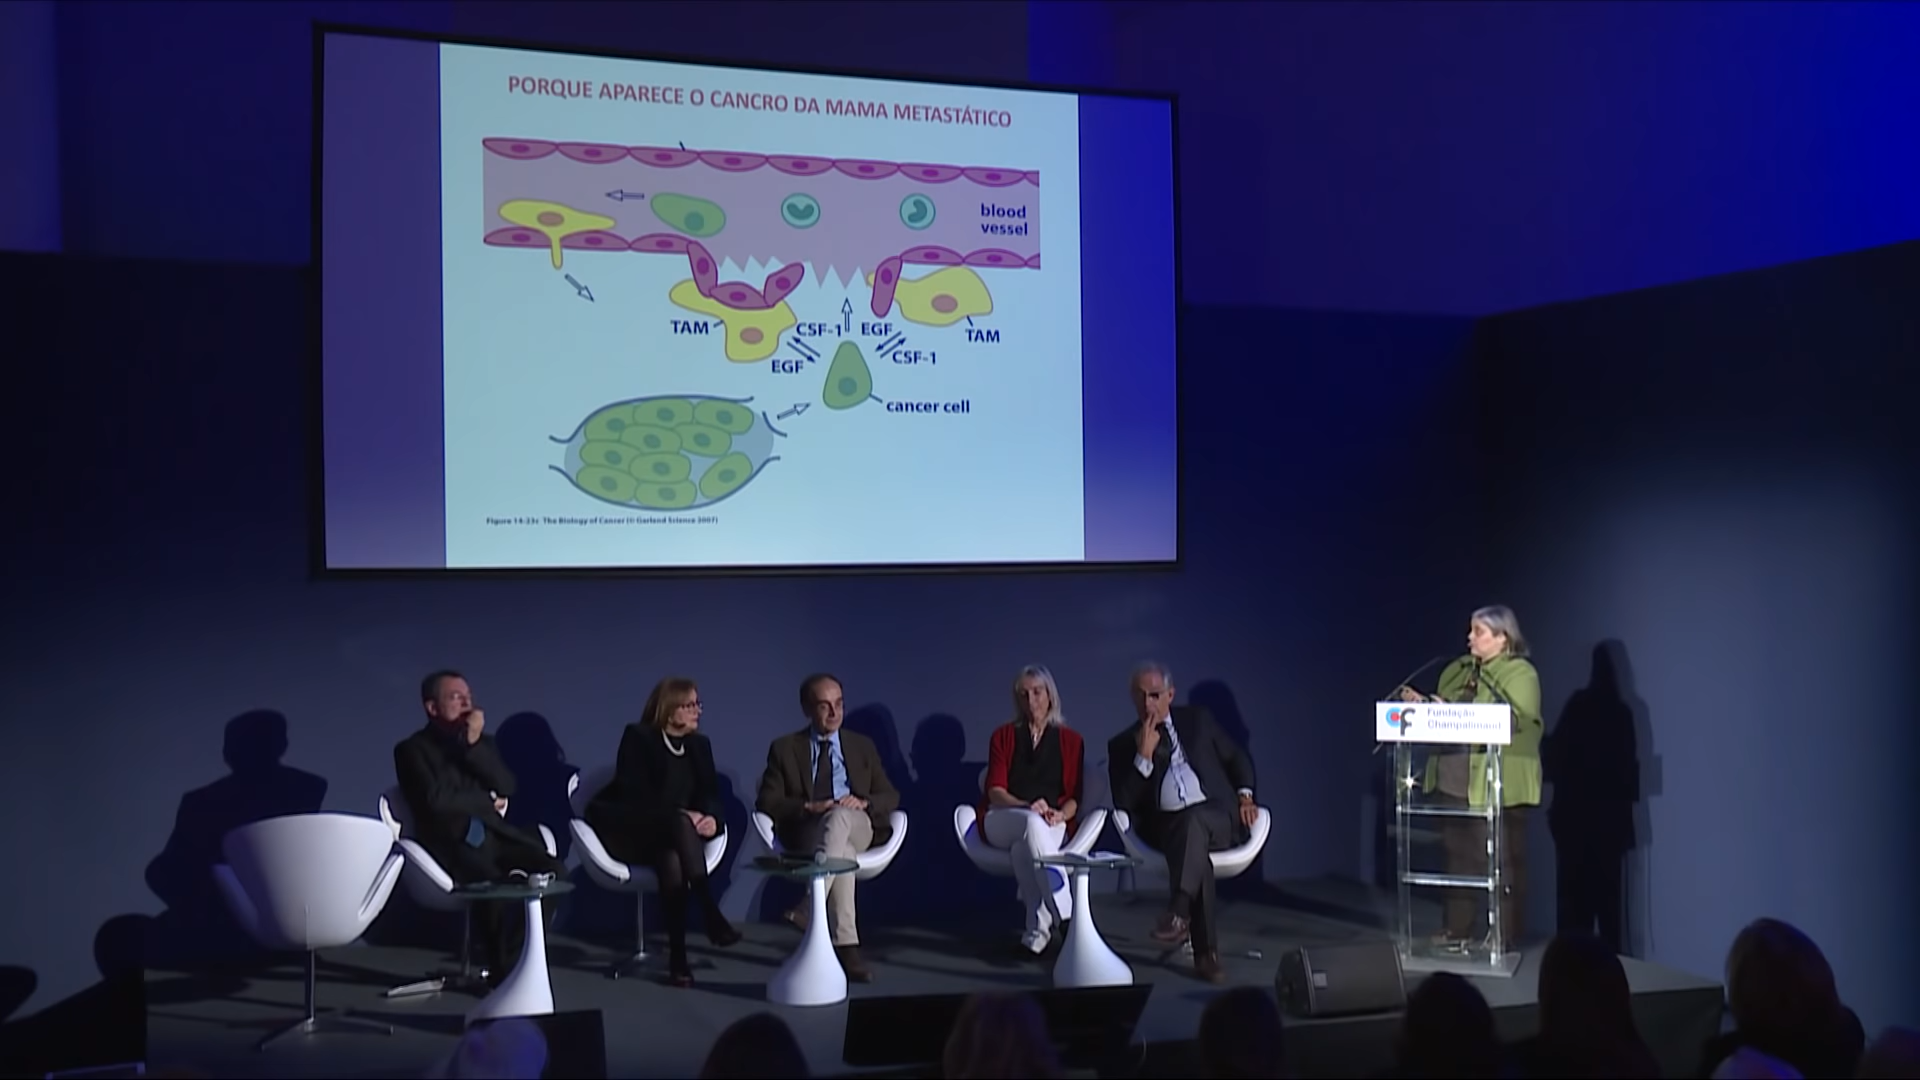 PORQUE APARECE O CANCRO DA MAMA METASTÁTICO
blood
vessel
TAM
CSF-1
EGF
EGF
CSF-1
TAM
cancer cell
Figure 14-23c The Biology of Cancer (© Garland Science 2007)
Fundação
Champalimaud